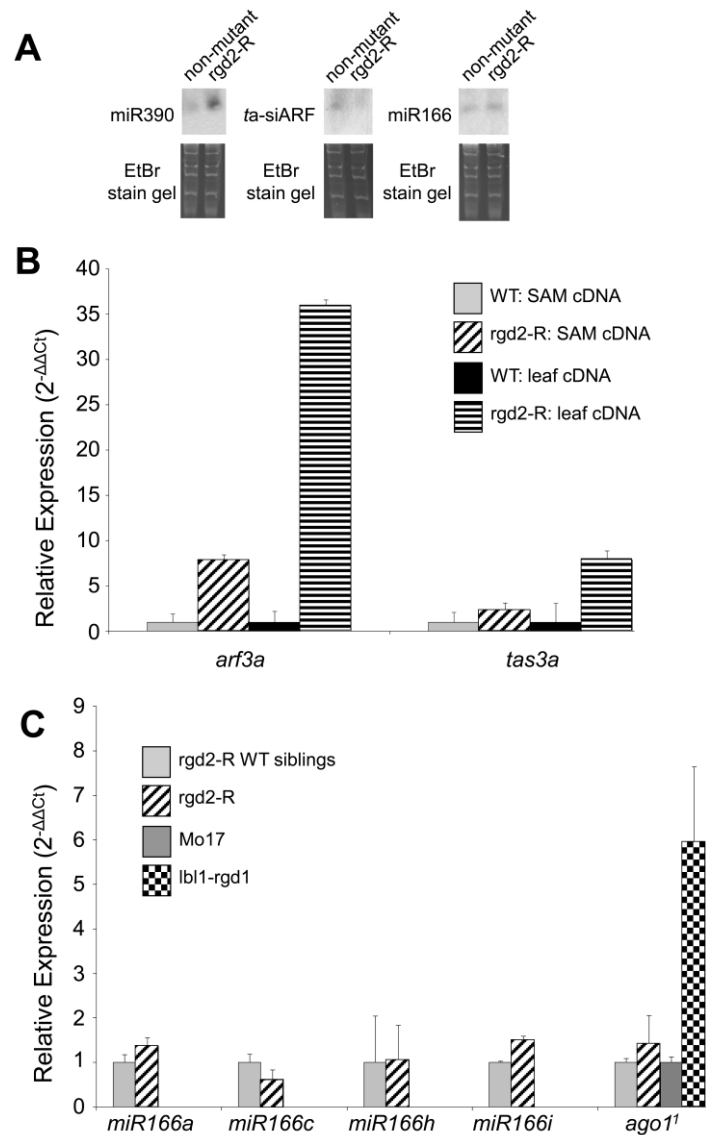 A
non-mutant
rgd2-R
non-mutant
rgd2-R
non-mutant
rgd2-R
miR390
ta-siARF
miR166
EtBr
stain gel
EtBr
stain gel
EtBr
stain gel
B
Relative Expression (2-ΔΔCt)
40
35
30
25
20
15
10
5
0
WT: SAM cDNA
rgd2-R: SAM cDNA
WT: leaf cDNA
rgd2-R: leaf cDNA
arf3a
tas3a
C
Relative Expression (2-ΔΔCt)
9
8
7
6
5
4
3
2
1
0
rgd2-R WT siblings
rgd2-R
Mo17
lbl1-rgd1
miR166a
miR166c
miR166h
miR166i
ago1¹